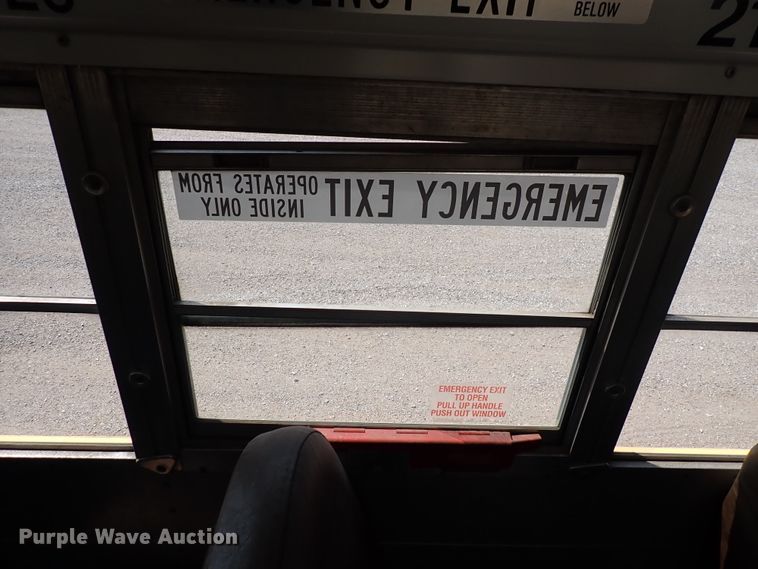 EMERGENCY EXIT
BELOW
EMERGENCY EXIT OPERATES FROM
INSIDE ONLY
EMERGENCY EXIT
TO OPEN
PULL UP HANDLE
PUSH OUT WINDOW
Purple Wave Auction